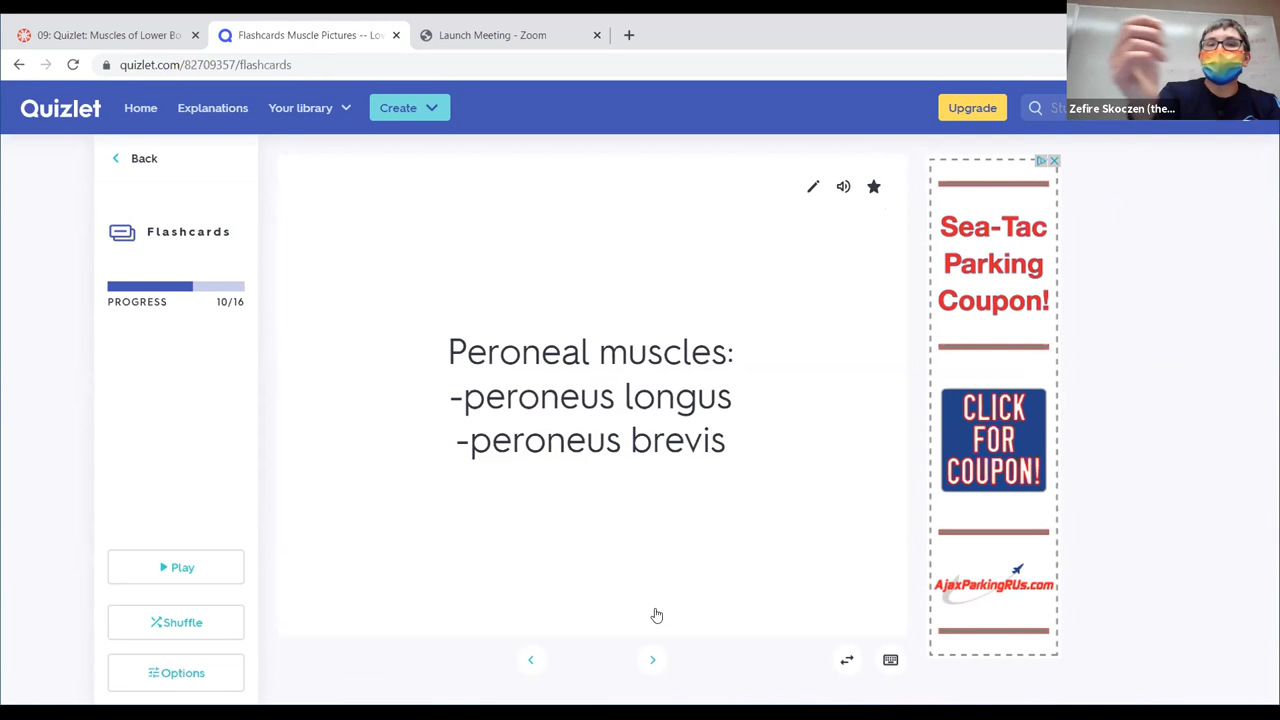 09: Quizlet: Muscles of Lower Bo
Flashcards Muscle Pictures -- Lov
Launch Meeting - Zoom
quizlet.com/82709357/flashcards
Quizlet
Home
Explanations
Your library
Create
Upgrade
St
Zefire Skoczen (the...
Back
Flashcards
PROGRESS 10/16
Play
Shuffle
Options
Peroneal muscles:
-peroneus longus
-peroneus brevis
Sea-Tac
Parking
Coupon!
CLICK
FOR
COUPON!
AjaxParkingRUs.com